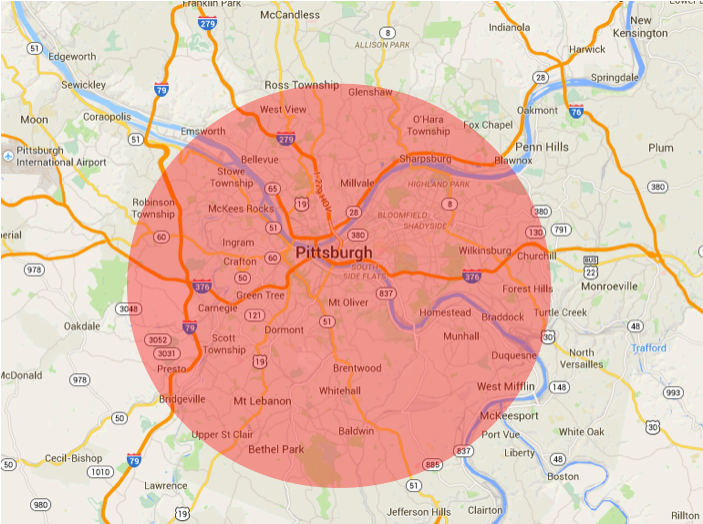 Franklin Park
McCandless
279
8
ALLISON PARK
Indianola
New
Kensington
51
Edgeworth
Harwick
Sewickley
79
Ross Township
Glenshaw
28
Springdale
Coraopolis
West View
O'Hara
Township
Fox Chapel
Oakmont
76
Moon
Emsworth
51
279
Penn Hills
Plum
Pittsburgh
International Airport
Bellevue
Sharpsburg
Blawnox
Stowe
Township
65
Millvale
HIGHLAND PARK
380
Robinson
Township
McKees Rocks
19
I-279 HOV
28
8
BLOOMFIELD
SHADYSIDE
380
791
130
erial
60
51
Ingram
380
Pittsburgh
Wilkinsburg
Churchill
978
Crafton
60
SOUTH
SIDE FLATS
BUS
22
376
50
376
Green Tree
837
Forest Hills
Monroeville
3048
Carnegie
Mt Oliver
121
Homestead
Braddock
Turtle Creek
Oakdale
79
51
48
3052
3031
Scott
Township
Dormont
Munhall
30
Trafford
19
Duquesne
North
Versailles
McDonald
978
Presto
Brentwood
Whitehall
West Mifflin
148
993
Bridgeville
Mt Lebanon
McKeesport
50
Upper St Clair
Baldwin
Port Vue
White Oak
30
Bethel Park
837
Liberty
50
Cecil-Bishop
79
885
48
1010
Lawrence
51
Boston
980
19
Jefferson Hills
Clairton
Rillton